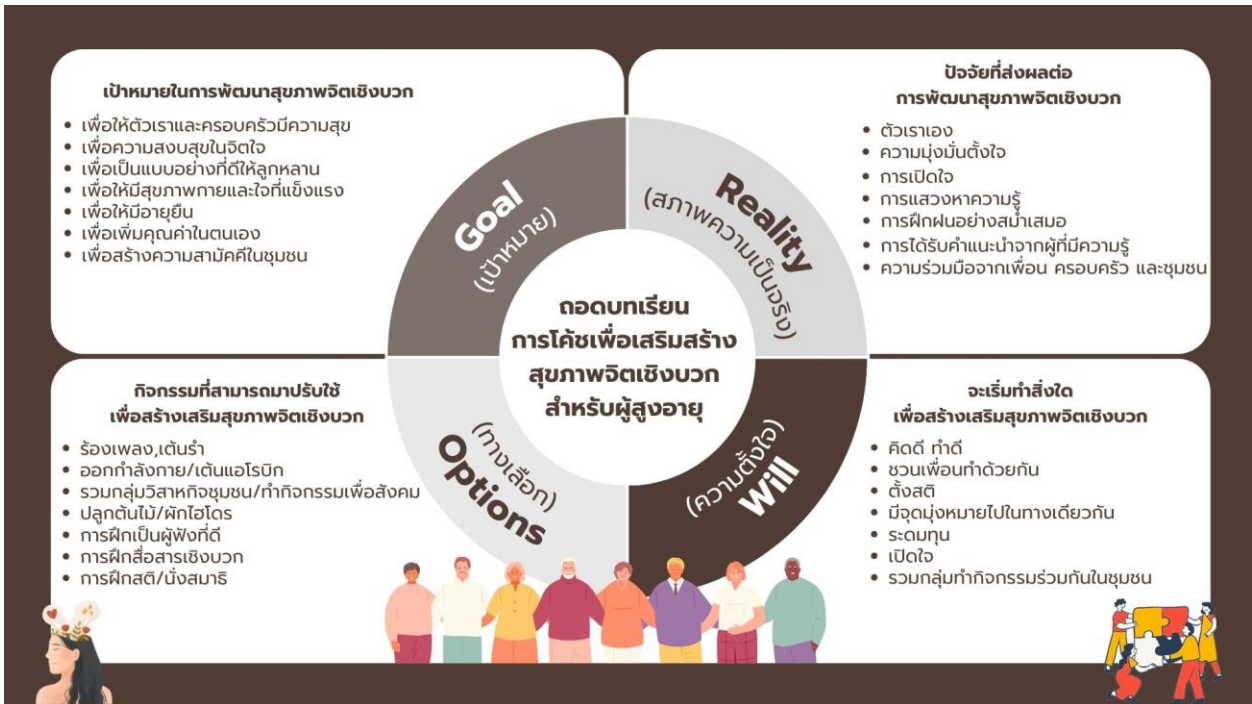 เป้าหมายในการพัฒนาสุขภาพจิตเชิงบวก
• เพื่อให้ตัวเราและครอบครัวมีความสุข
• เพื่อความสงบสุขในจิตใจ
• เพื่อเป็นแบบอย่างที่ดีให้ลูกหลาน
• เพื่อให้มีสุขภาพกายและใจที่แข็งแรง
• เพื่อให้มีอายุยืน
• เพื่อเพิ่มคุณค่าในตนเอง
• เพื่อสร้างความสามัคคีในชุมชน
ปัจจัยที่ส่งผลต่อ
การพัฒนาสุขภาพจิตเชิงบวก
• ตัวเราเอง
• ความมุ่งมั่นตั้งใจ
• การเปิดใจ
• การแสวงหาความรู้
• การฝึกฝนอย่างสม่ำเสมอ
• การได้รับคำแนะนำจากผู้ที่มีความรู้
• ความร่วมมือจากเพื่อน ครอบครัว และชุมชน
Goal
(เป้าหมาย)
Reality
(สภาพความเป็นจริง)
ถอดบทเรียน
การโค้ชเพื่อเสริมสร้าง
สุขภาพจิตเชิงบวก
สำหรับผู้สูงอายุ
(ทางเลือก)
Options
(ความตั้งใจ)
Will
กิจกรรมที่สามารถมาปรับใช้
เพื่อสร้างเสริมสุขภาพจิตเชิงบวก
• ร้องเพลง,เต้นรำ
• ออกกำลังกาย/เต้นแอโรบิก
• รวมกลุ่มวิสาหกิจชุมชน/ทำกิจกรรมเพื่อสังคม
• ปลูกต้นไม้/ผักไฮโดร
• การฝึกเป็นผู้ฟังที่ดี
• การฝึกสื่อสารเชิงบวก
• การฝึกสติ/นั่งสมาธิ
จะเริ่มทำสิ่งใด
เพื่อสร้างเสริมสุขภาพจิตเชิงบวก
• คิดดี ทำดี
• ชวนเพื่อนทำด้วยกัน
• ตั้งสติ
• มีจุดมุ่งหมายไปในทางเดียวกัน
• ระดมทุน
• เปิดใจ
• รวมกลุ่มทำกิจกรรมร่วมกันในชุมชน